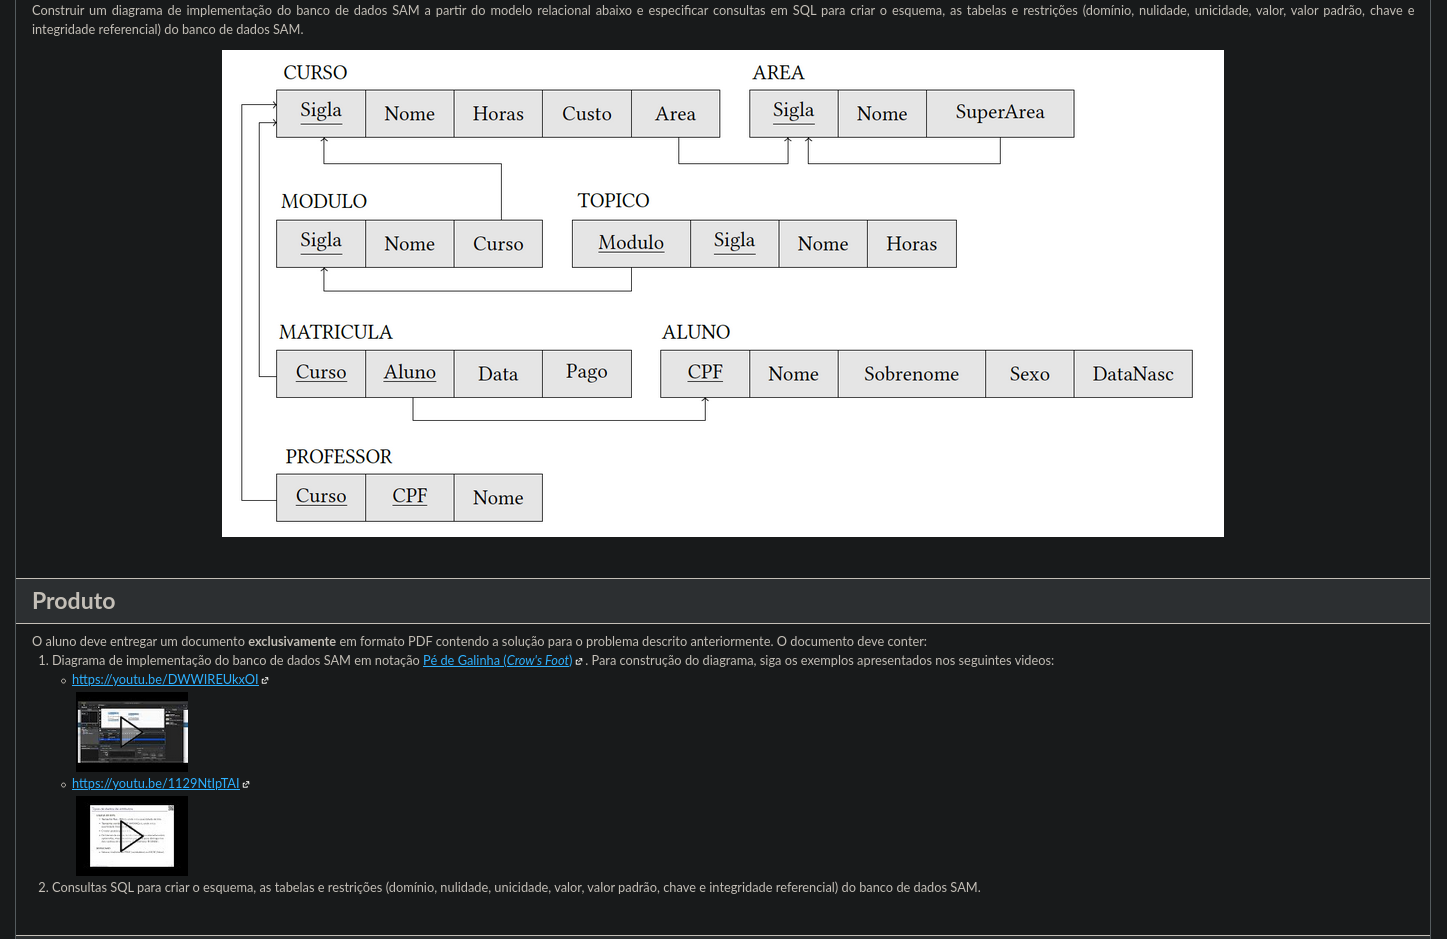 Construir um diagrama de implementação do banco de dados SAM a partir do modelo relacional abaixo e especificar consultas em SQL para criar o esquema, as tabelas e restrições (domínio, nulidade, unicidade, valor, valor padrão, chave e
integridade referencial) do banco de dados SAM.
CURSO AREA
Sigla Nome Horas Custo Area Sigla Nome SuperArea
MODULO TOPICO
Sigla Nome Curso Modulo Sigla Nome Horas
MATRICULA ALUNO
Curso Aluno Data Pago CPF Nome Sobrenome Sexo DataNasc
PROFESSOR
Curso CPF Nome
Produto
O aluno deve entregar um documento exclusivamente em formato PDF contendo a solução para o problema descrito anteriormente. O documento deve conter:
1. Diagrama de implementação do banco de dados SAM em notação Pé de Galinha (Crow's Foot) . Para construção do diagrama, siga os exemplos apresentados nos seguintes videos:
https://youtu.be/DWWIREUkxOI
https://youtu.be/1129NtIpTAI
2. Consultas SQL para criar o esquema, as tabelas e restrições (domínio, nulidade, unicidade, valor, valor padrão, chave e integridade referencial) do banco de dados SAM.